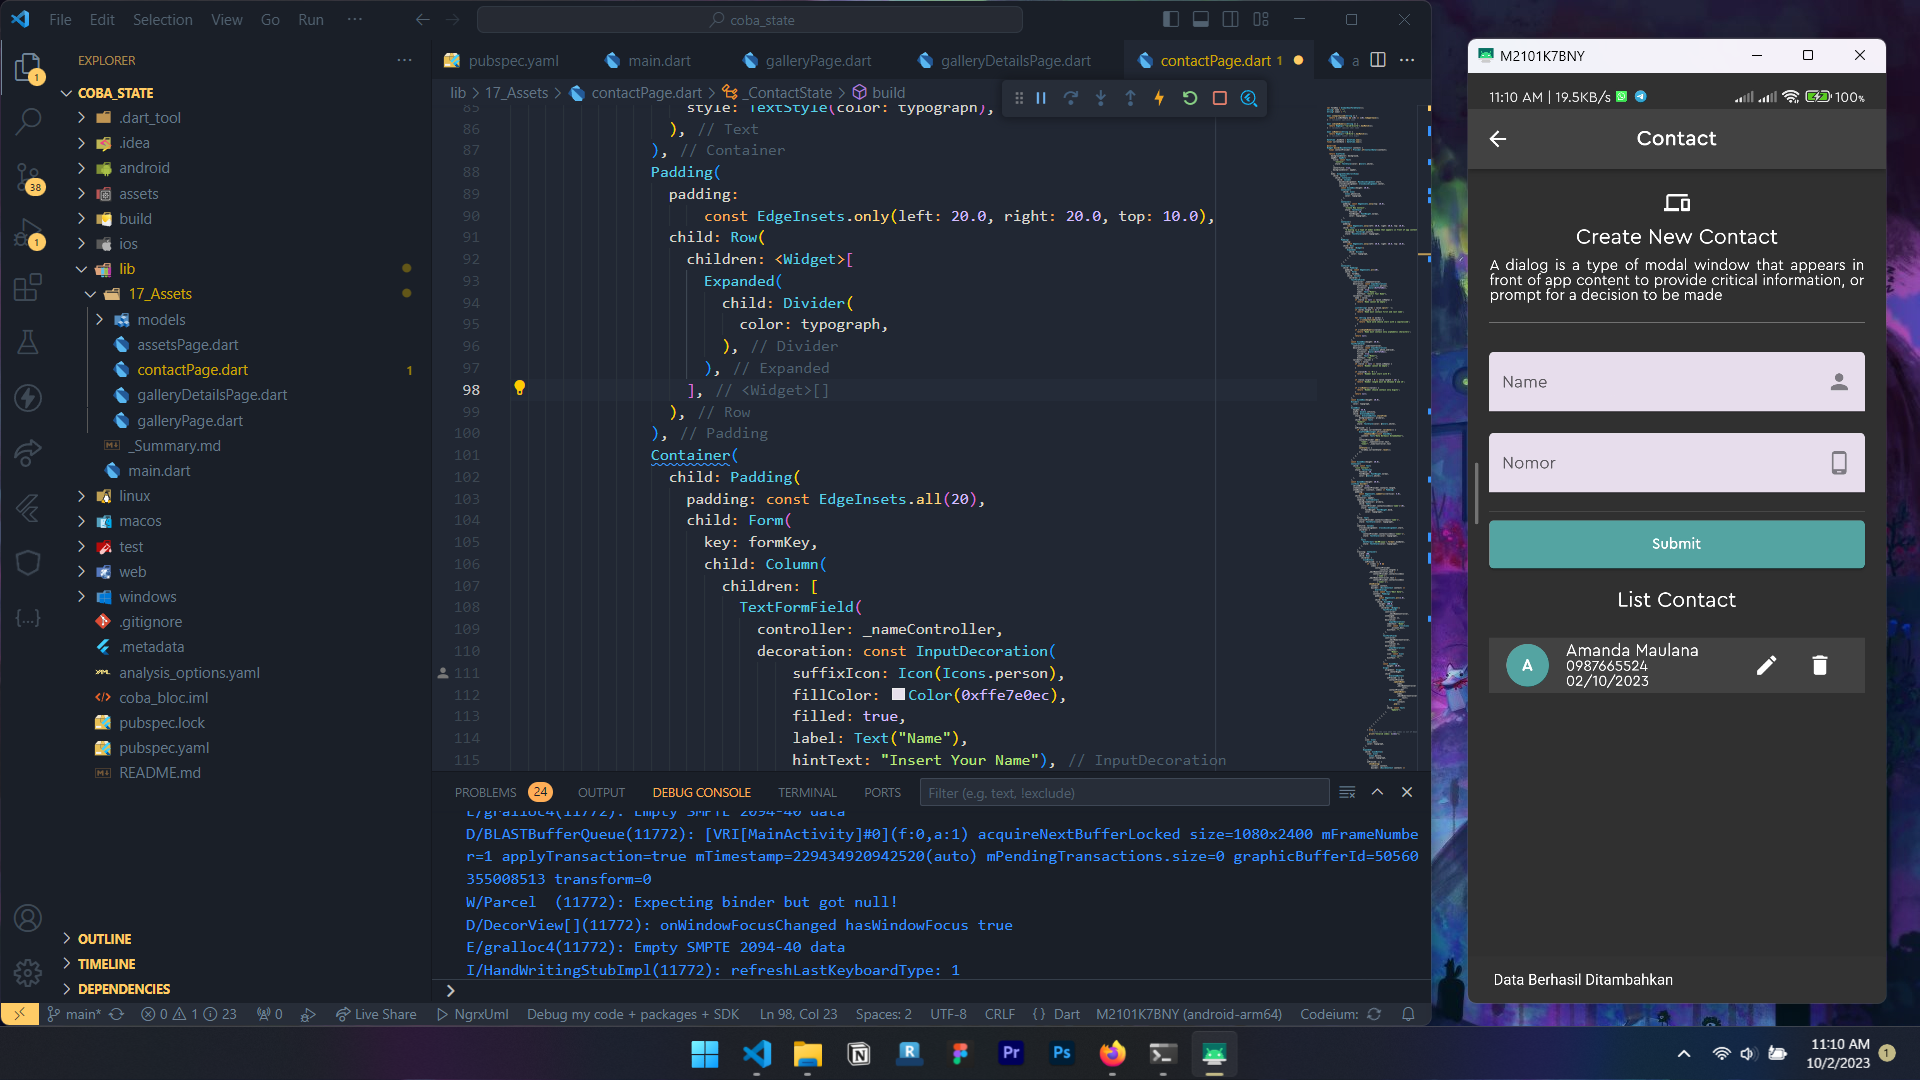 File Edit Selection View Go Run ··· coba_state
EXPLORER ···
COBA_STATE
.dart_tool
.idea
android
assets
build
ios
lib
17_Assets
models
assetsPage.dart
contactPage.dart 1
galleryDetailsPage.dart
galleryPage.dart
_Summary.md
main.dart
linux
macos
test
web
windows
.gitignore
.metadata
analysis_options.yaml
coba_bloc.iml
pubspec.lock
pubspec.yaml
README.md
OUTLINE
TIMELINE
DEPENDENCIES
1
38
1
pubspec.yaml main.dart galleryPage.dart galleryDetailsPage.dart contactPage.dart 1 a
lib > 17_Assets > contactPage.dart > _ContactState > build
85 style: TextStyle(color: typograph),
86 ), // Text
87 ), // Container
88 Padding(
89 padding:
90 const EdgeInsets.only(left: 20.0, right: 20.0, top: 10.0),
91 child: Row(
92 children: <Widget>[
93 Expanded(
94 child: Divider(
95 color: typograph,
96 ), // Divider
97 ), // Expanded
98 ], // <Widget>[]
99 ), // Row
100 ), // Padding
101 Container(
102 child: Padding(
103 padding: const EdgeInsets.all(20),
104 child: Form(
105 key: formKey,
106 child: Column(
107 children: [
108 TextFormField(
109 controller: _nameController,
110 decoration: const InputDecoration(
111 suffixIcon: Icon(Icons.person),
112 fillColor: Color(0xffe7e0ec),
113 filled: true,
114 label: Text("Name"),
115 hintText: "Insert Your Name"), // InputDecoration
PROBLEMS 24 OUTPUT DEBUG CONSOLE TERMINAL PORTS Filter (e.g. text, !exclude)
E/gralloc4(11772): Empty SMPTE 2094-40 data
D/BLASTBufferQueue(11772): [VRI[MainActivity]#0](f:0,a:1) acquireNextBufferLocked size=1080x2400 mFrameNumbe
r=1 applyTransaction=true mTimestamp=229434920942520(auto) mPendingTransactions.size=0 graphicBufferId=50560
355008513 transform=0
W/Parcel  (11772): Expecting binder but got null!
D/DecorView[](11772): onWindowFocusChanged hasWindowFocus true
E/gralloc4(11772): Empty SMPTE 2094-40 data
I/HandWritingStubImpl(11772): refreshLastKeyboardType: 1
>
main* 0 1 23 0 Live Share NgrxUml Debug my code + packages + SDK Ln 98, Col 23 Spaces: 2 UTF-8 CRLF {} Dart M2101K7BNY (android-arm64) Codeium:
M2101K7BNY
11:10 AM | 19.5KB/s 100%
Contact
Create New Contact
A dialog is a type of modal window that appears in
front of app content to provide critical information, or
prompt for a decision to be made
Name
Nomor
Submit
List Contact
A
Amanda Maulana
0987665524
02/10/2023
Data Berhasil Ditambahkan
N R Pr Ps
11:10 AM
10/2/2023
1